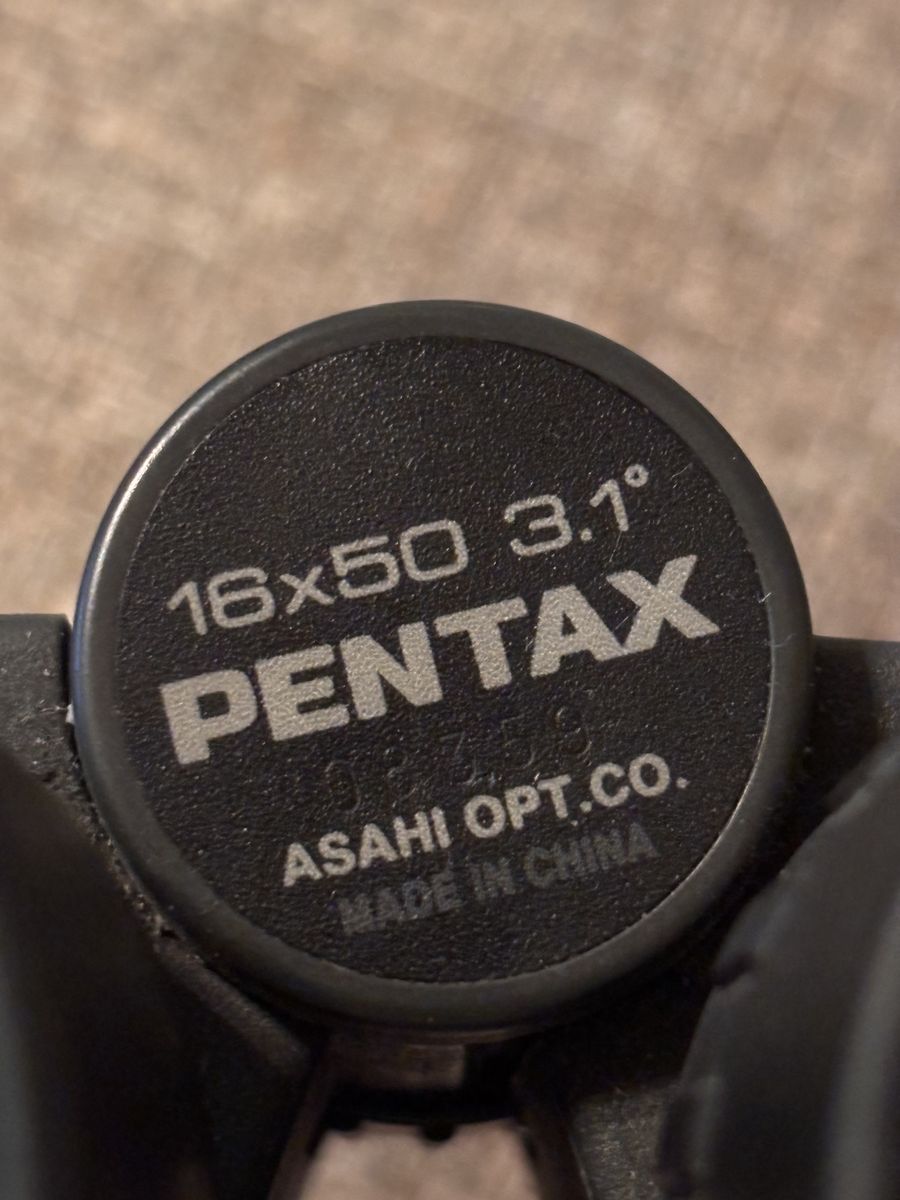 16x50 3.1°
PENTAX
ASAHI OPT.CO.
MADE IN CHINA